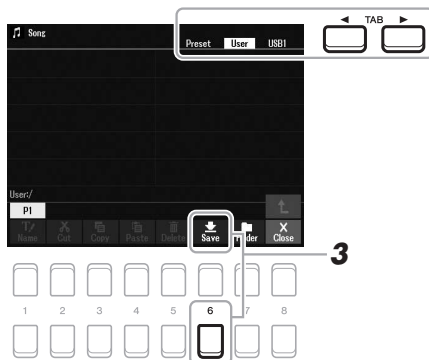 Song
Preset User USB1
◄ TAB ►
User:/
P1
Name Cut Copy Paste Delete Save Folder Close
3
1 2 3 4 5 6 7 8